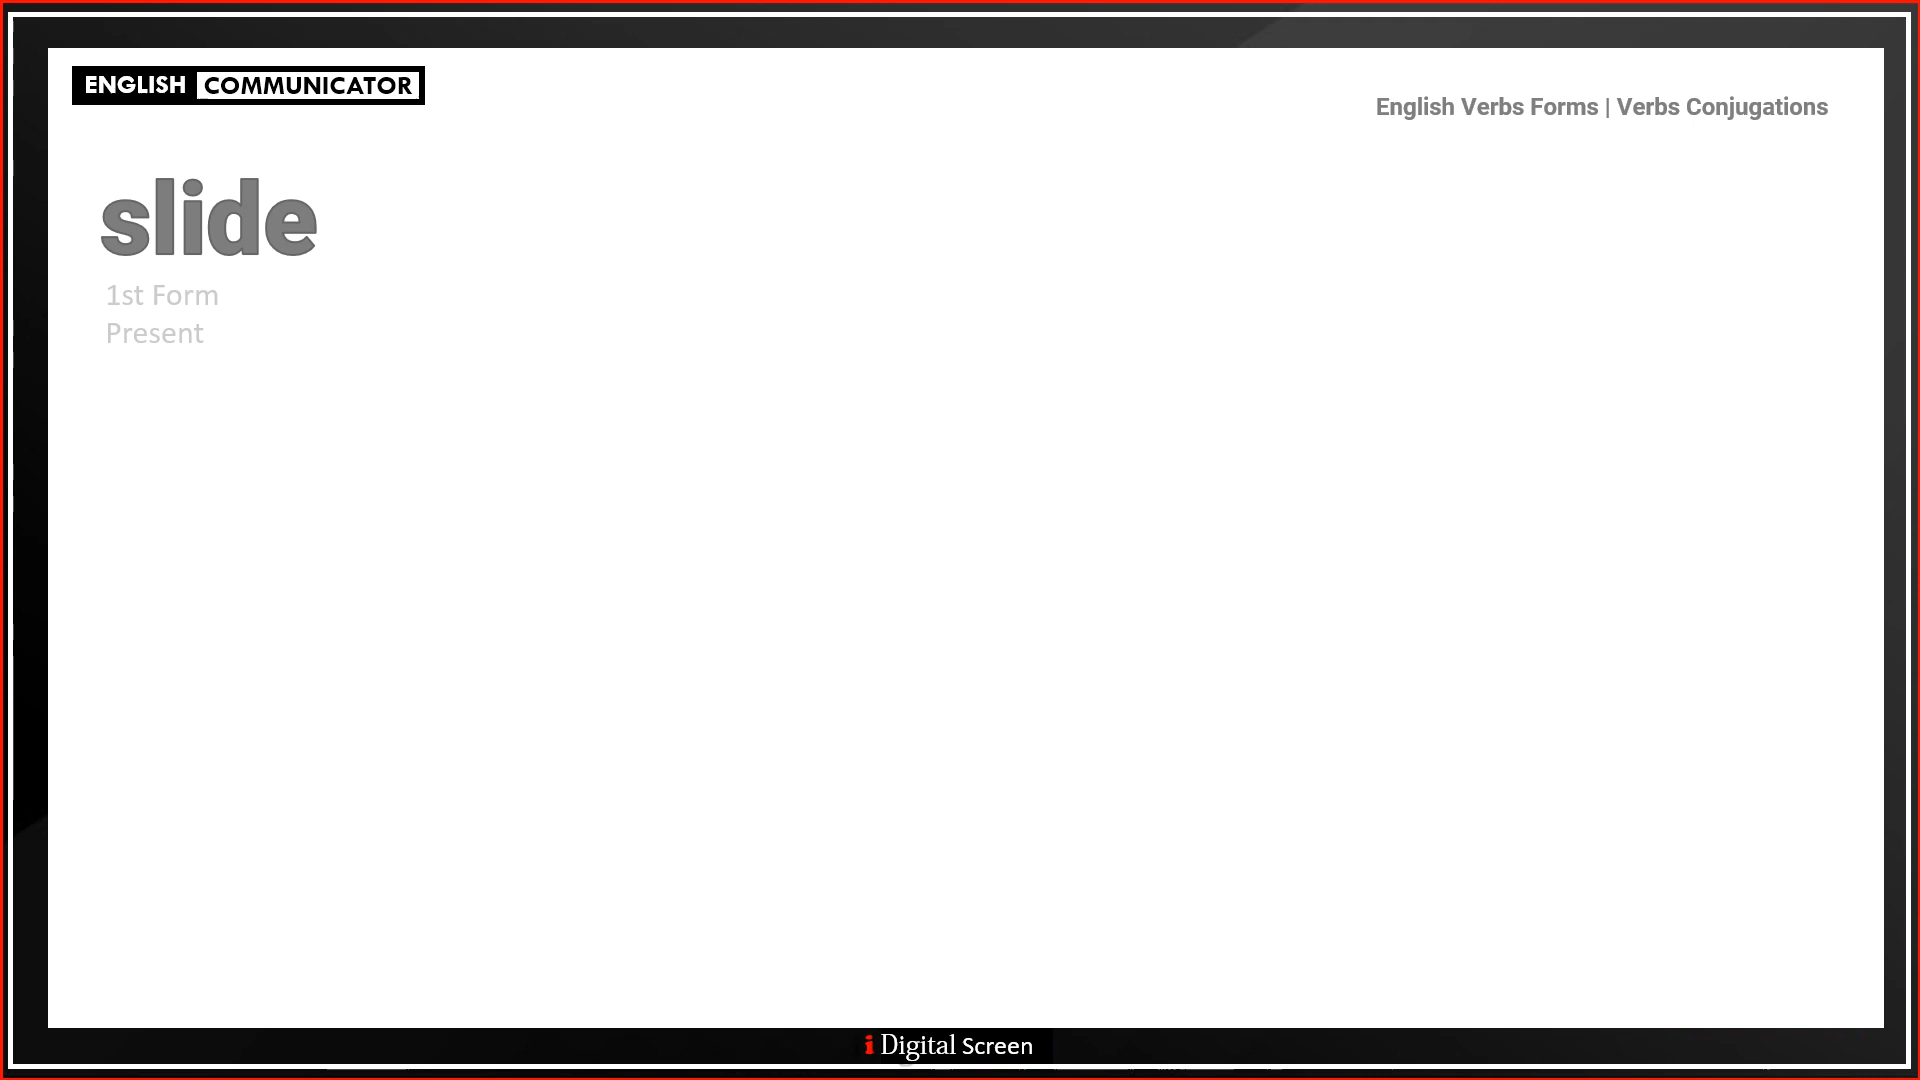 ENGLISH COMMUNICATOR
English Verbs Forms | Verbs Conjugations
slide
1st Form
Present
i Digital Screen